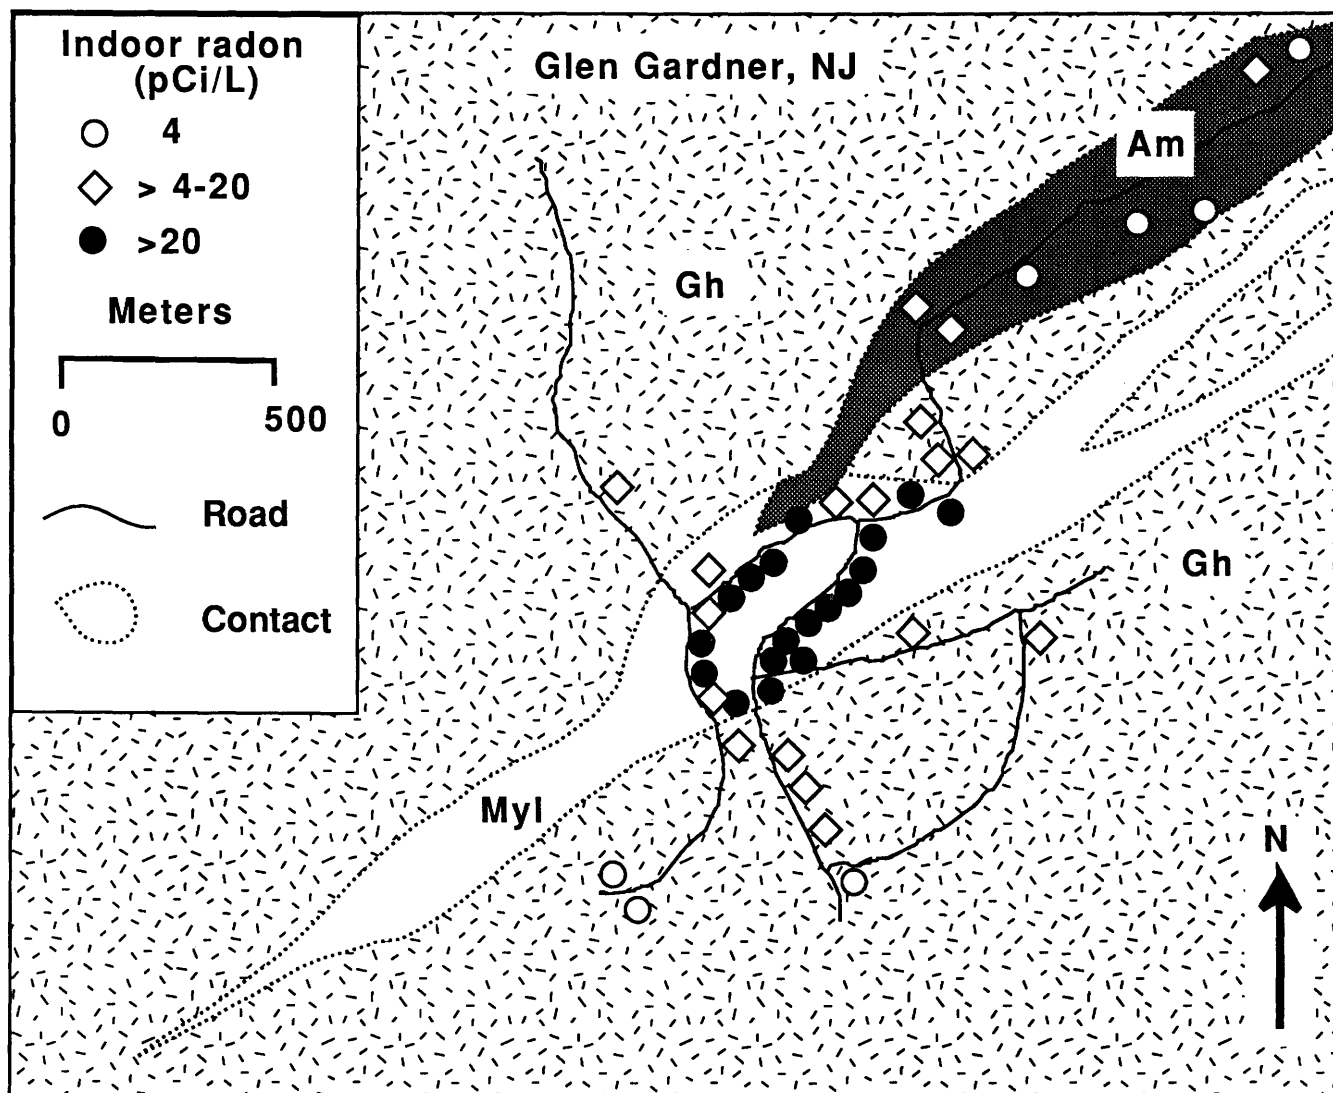 Indoor radon
(pCi/L)
4
> 4-20
>20
Meters
0 500
Road
Contact
Glen Gardner, NJ
Am
Gh
Gh
Myl
N